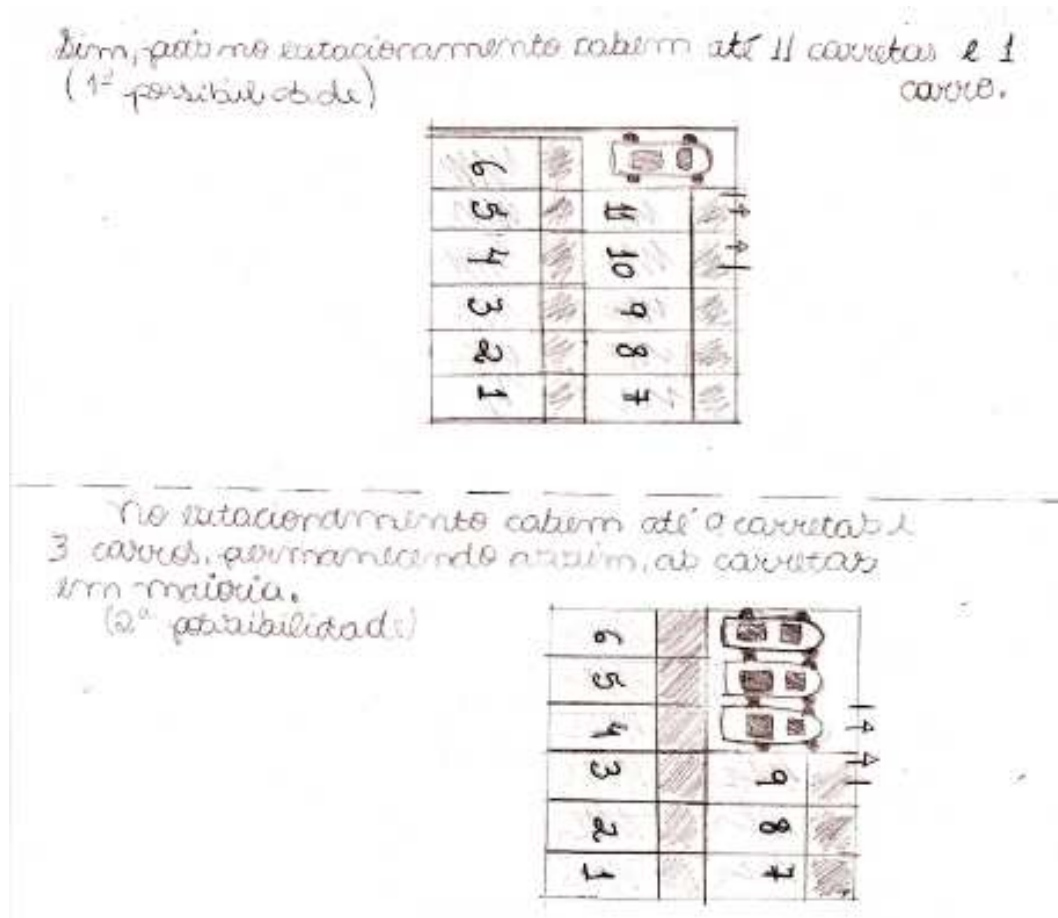 Sim, pois no estacionamento cabem até 11 carretas e 1
(1ª possibilidade) carro.
6
5 11
4 10
3 9
2 8
1 7
no estacionamento cabem até 9 carretas e
3 carros, permanecendo assim, as carretas
em maioria.
(2ª possibilidade)
6
5
4
3 9
2 8
1 7